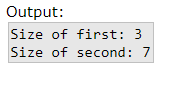 Output:
Size of first: 3
Size of second: 7